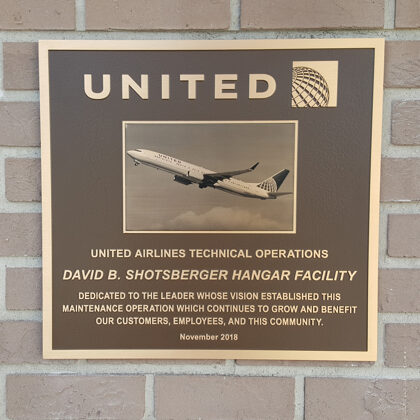 UNITED
UNITED
UNITED AIRLINES TECHNICAL OPERATIONS
DAVID B. SHOTSBERGER HANGAR FACILITY
DEDICATED TO THE LEADER WHOSE VISION ESTABLISHED THIS
MAINTENANCE OPERATION WHICH CONTINUES TO GROW AND BENEFIT
OUR CUSTOMERS, EMPLOYEES, AND THIS COMMUNITY.
November 2018